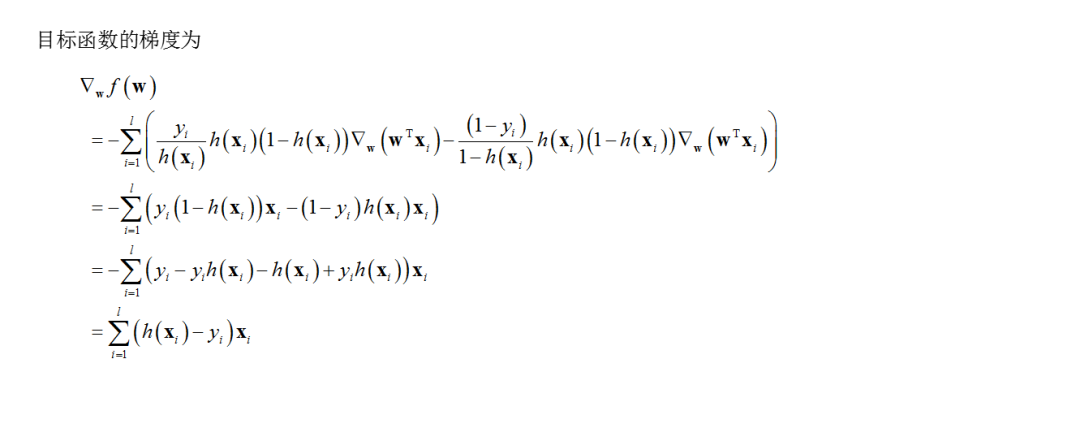 目标函数的梯度为
∇_𝐰 f(𝐰)
= −∑_{i=1}^{l} ( \frac{y_i}{h(𝐱_i)} h(𝐱_i)(1−h(𝐱_i))∇_𝐰(𝐰^T 𝐱_i) − \frac{(1−y_i)}{1−h(𝐱_i)} h(𝐱_i)(1−h(𝐱_i))∇_𝐰(𝐰^T 𝐱_i) )
= −∑_{i=1}^{l} (y_i(1−h(𝐱_i))𝐱_i −(1−y_i)h(𝐱_i)𝐱_i)
= −∑_{i=1}^{l} (y_i − y_i h(𝐱_i)−h(𝐱_i)+y_i h(𝐱_i))𝐱_i
= ∑_{i=1}^{l} (h(𝐱_i)−y_i)𝐱_i